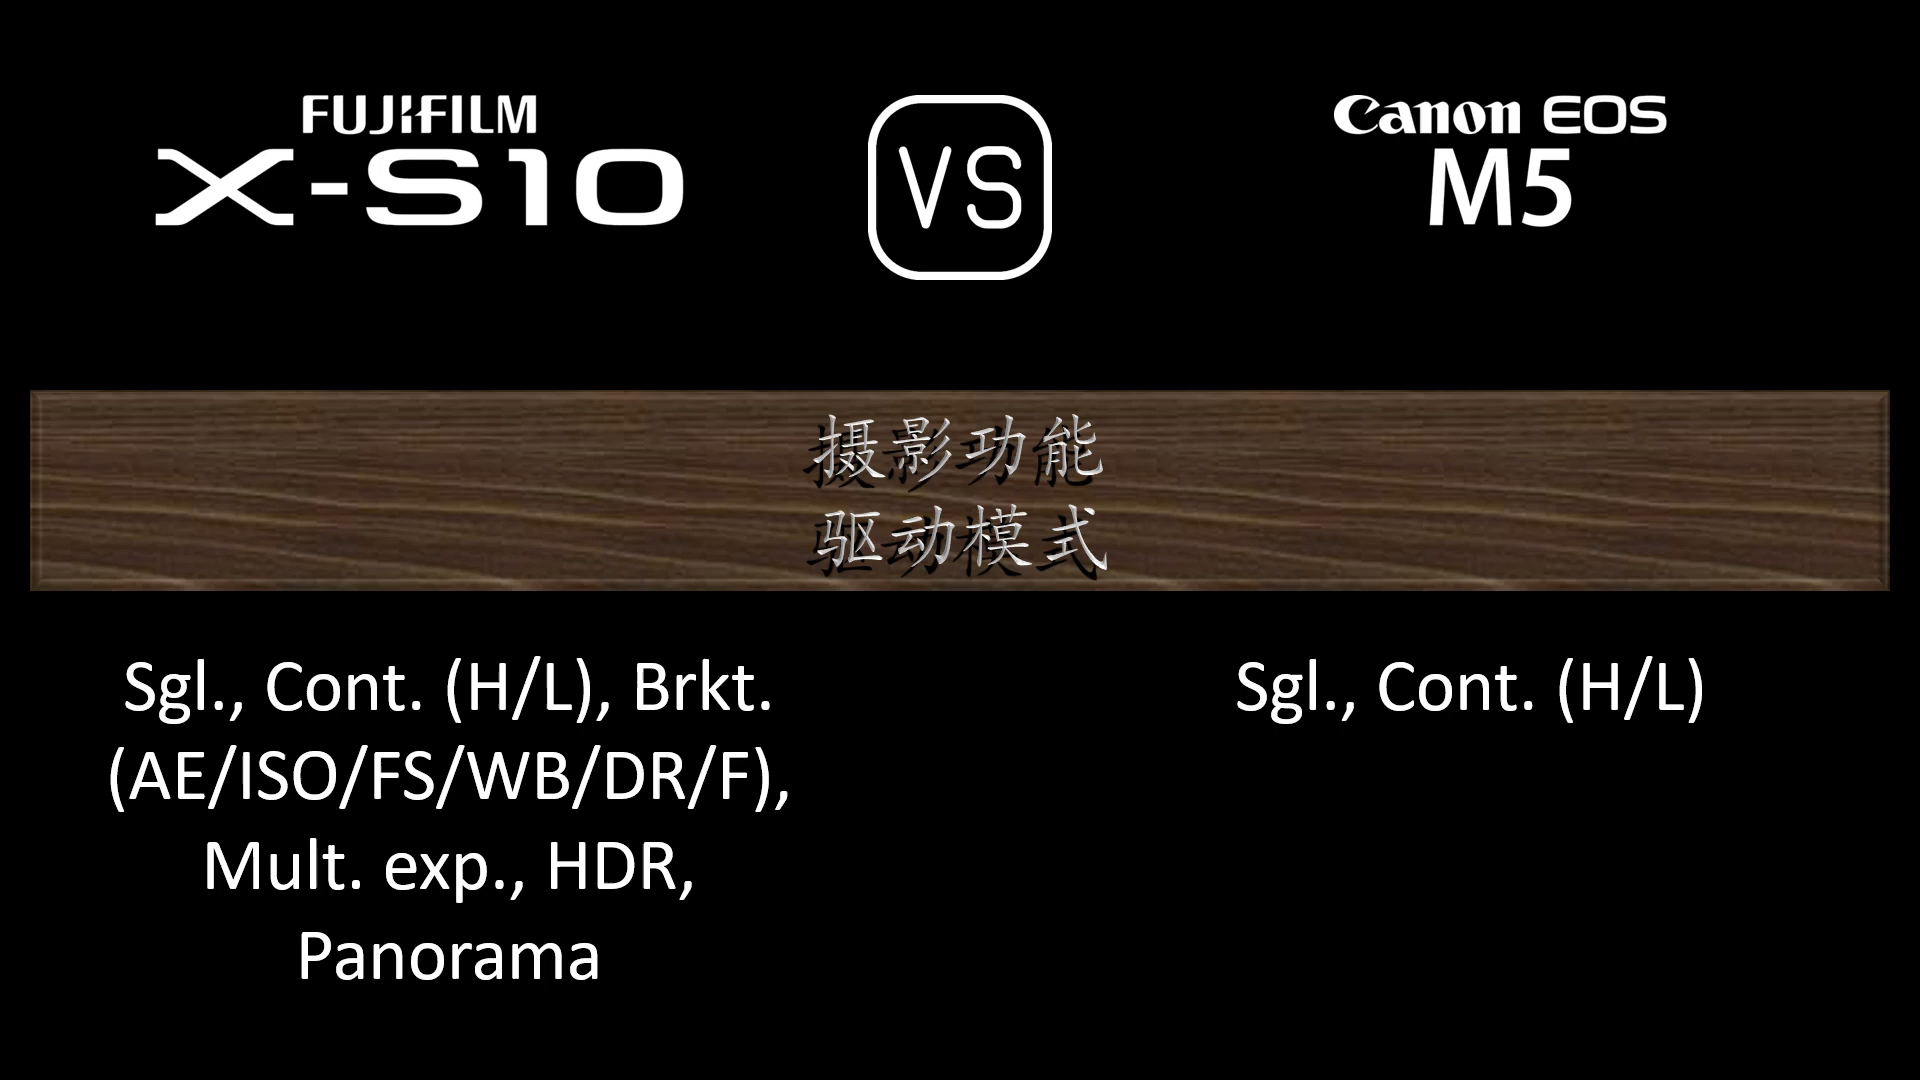 FUJIFILM
X-S10
VS
Canon EOS
M5
摄影功能
驱动模式
Sgl., Cont. (H/L), Brkt.
(AE/ISO/FS/WB/DR/F),
Mult. exp., HDR,
Panorama
Sgl., Cont. (H/L)